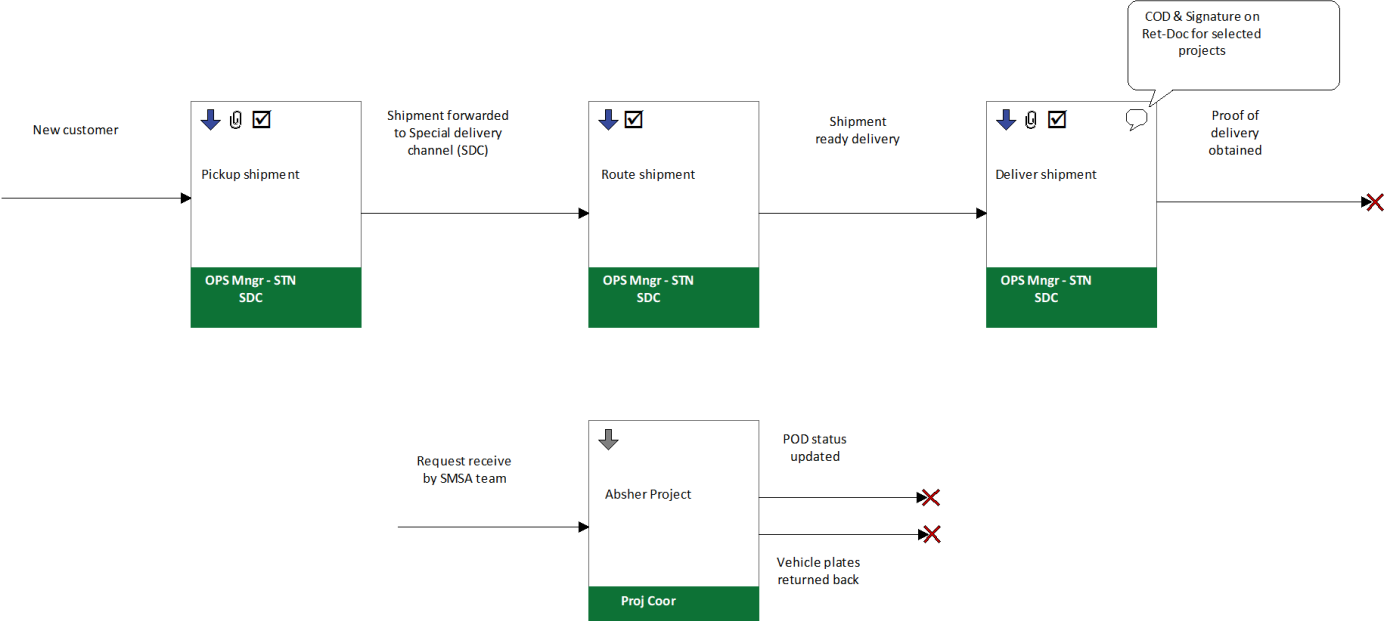 COD & Signature on
Ret-Doc for selected
projects
New customer
Pickup shipment
OPS Mngr - STN
SDC
Shipment forwarded
to Special delivery
channel (SDC)
Route shipment
OPS Mngr - STN
SDC
Shipment
ready delivery
Deliver shipment
OPS Mngr - STN
SDC
Proof of
delivery
obtained
Request receive
by SMSA team
Absher Project
Proj Coor
POD status
updated
Vehicle plates
returned back